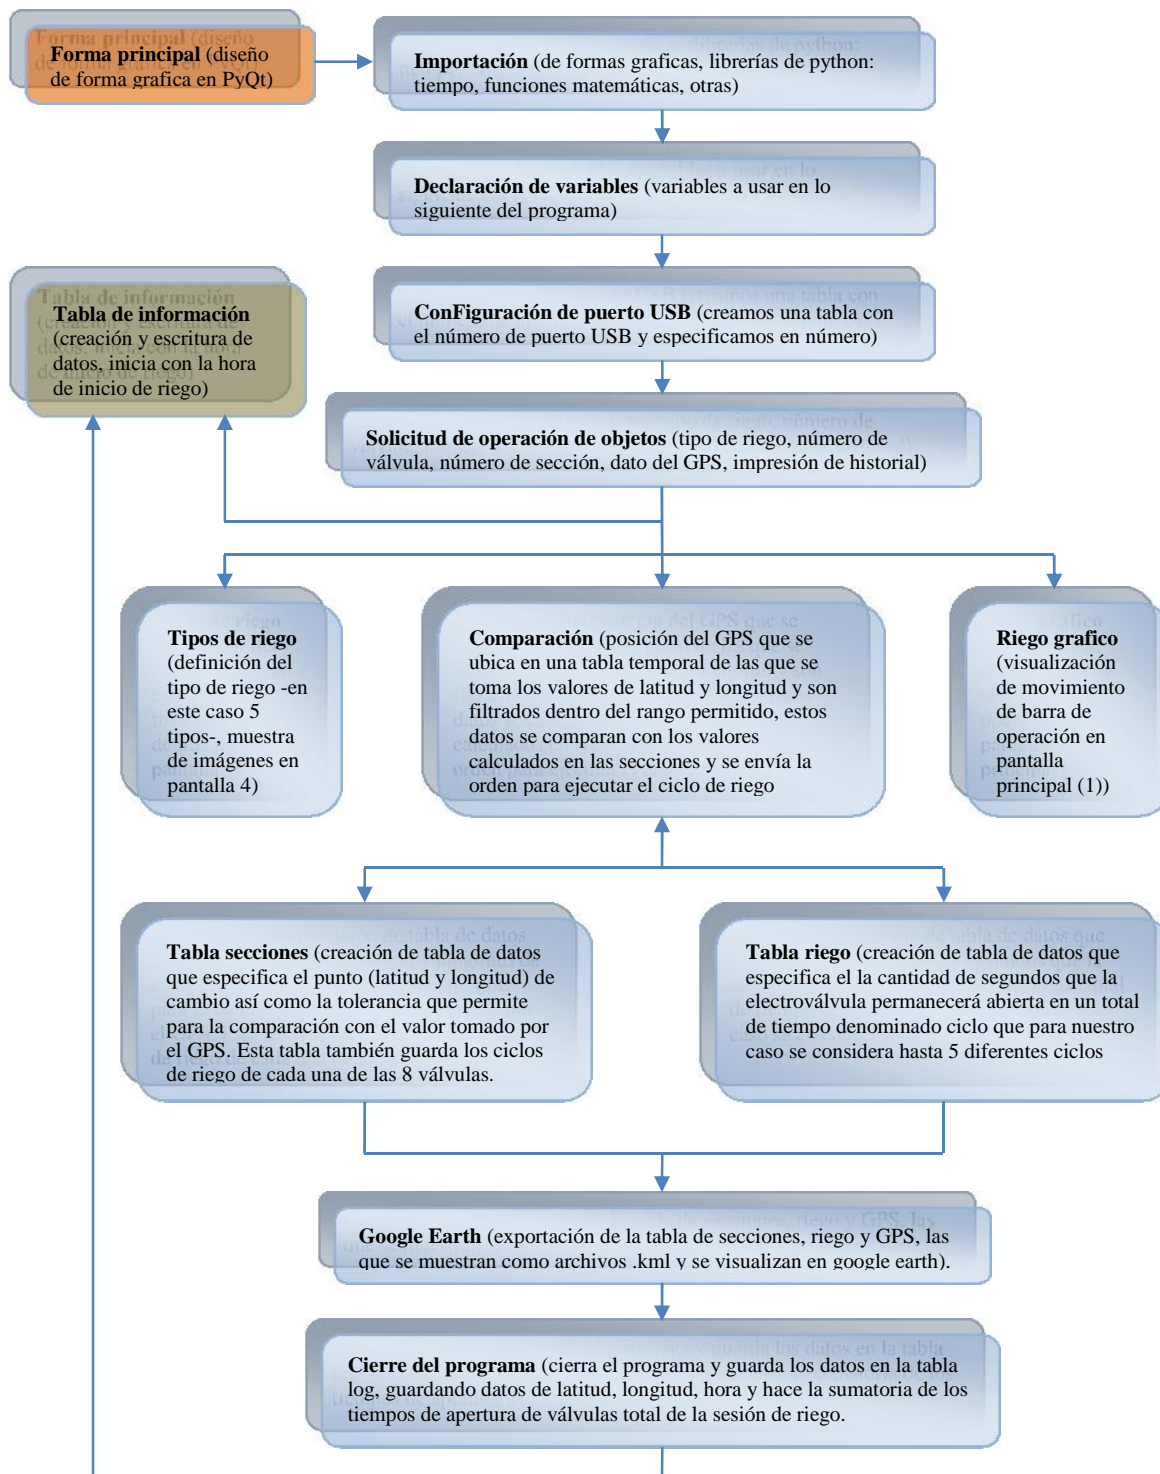 Forma principal (diseño
de forma grafica en PyQt)
Importación (de formas graficas, librerías de python:
tiempo, funciones matemáticas, otras)
Declaración de variables (variables a usar en lo
siguiente del programa)
ConFiguración de puerto USB (creamos una tabla con
el número de puerto USB y especificamos en número)
Tabla de información
(creación y escritura de
datos, inicia con la hora
de inicio de riego)
Solicitud de operación de objetos (tipo de riego, número de
válvula, número de sección, dato del GPS, impresión de historial)
Tipos de riego
(definición del
tipo de riego -en
este caso 5
tipos-, muestra
de imágenes en
pantalla 4)
Comparación (posición del GPS que se
ubica en una tabla temporal de las que se
toma los valores de latitud y longitud y son
filtrados dentro del rango permitido, estos
datos se comparan con los valores
calculados en las secciones y se envía la
orden para ejecutar el ciclo de riego
Riego grafico
(visualización
de movimiento
de barra de
operación en
pantalla
principal (1))
Tabla secciones (creación de tabla de datos
que especifica el punto (latitud y longitud) de
cambio así como la tolerancia que permite
para la comparación con el valor tomado por
el GPS. Esta tabla también guarda los ciclos
de riego de cada una de las 8 válvulas.
Tabla riego (creación de tabla de datos que
especifica el la cantidad de segundos que la
electroválvula permanecerá abierta en un total
de tiempo denominado ciclo que para nuestro
caso se considera hasta 5 diferentes ciclos
Google Earth (exportación de la tabla de secciones, riego y GPS, las
que se muestran como archivos .kml y se visualizan en google earth).
Cierre del programa (cierra el programa y guarda los datos en la tabla
log, guardando datos de latitud, longitud, hora y hace la sumatoria de los
tiempos de apertura de válvulas total de la sesión de riego.